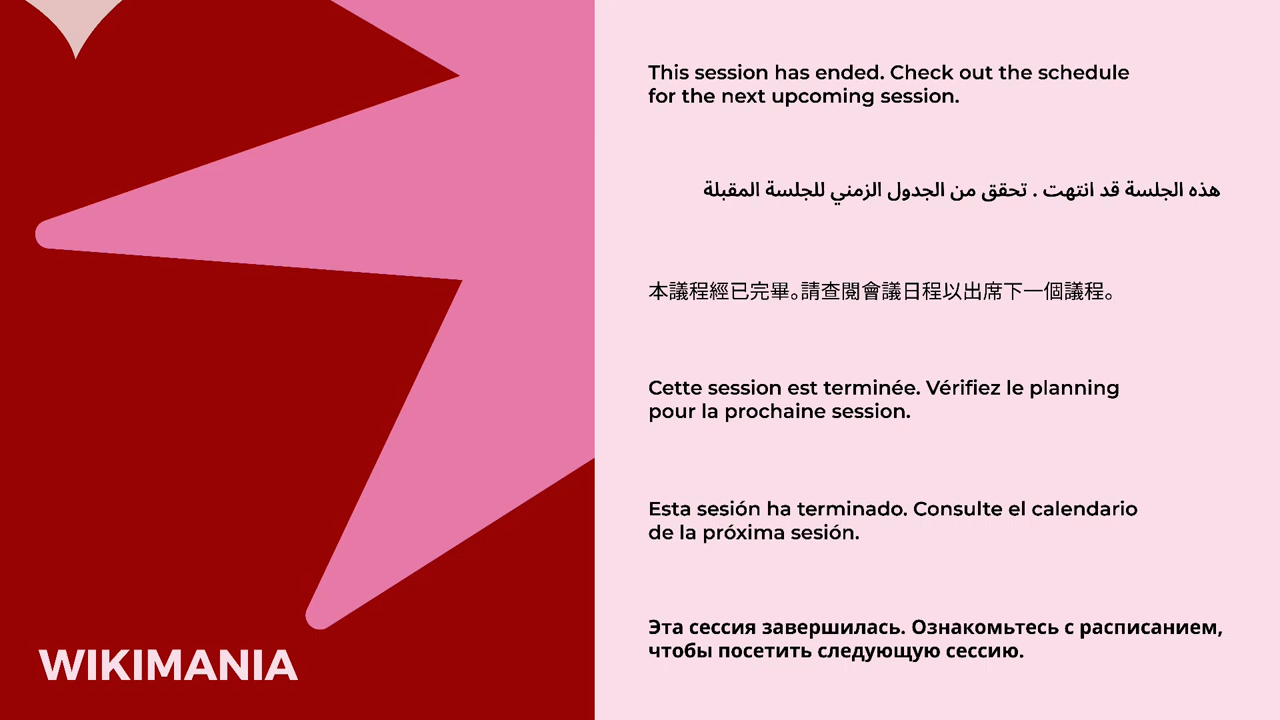 This session has ended. Check out the schedule
for the next upcoming session.
هذه الجلسة قد انتهت . تحقق من الجدول الزمني للجلسة المقبلة
本議程經已完畢。請查閲會議日程以出席下一個議程。
Cette session est terminée. Vérifiez le planning
pour la prochaine session.
Esta sesión ha terminado. Consulte el calendario
de la próxima sesión.
Эта сессия завершилась. Ознакомьтесь с расписанием,
чтобы посетить следующую сессию.
WIKIMANIA